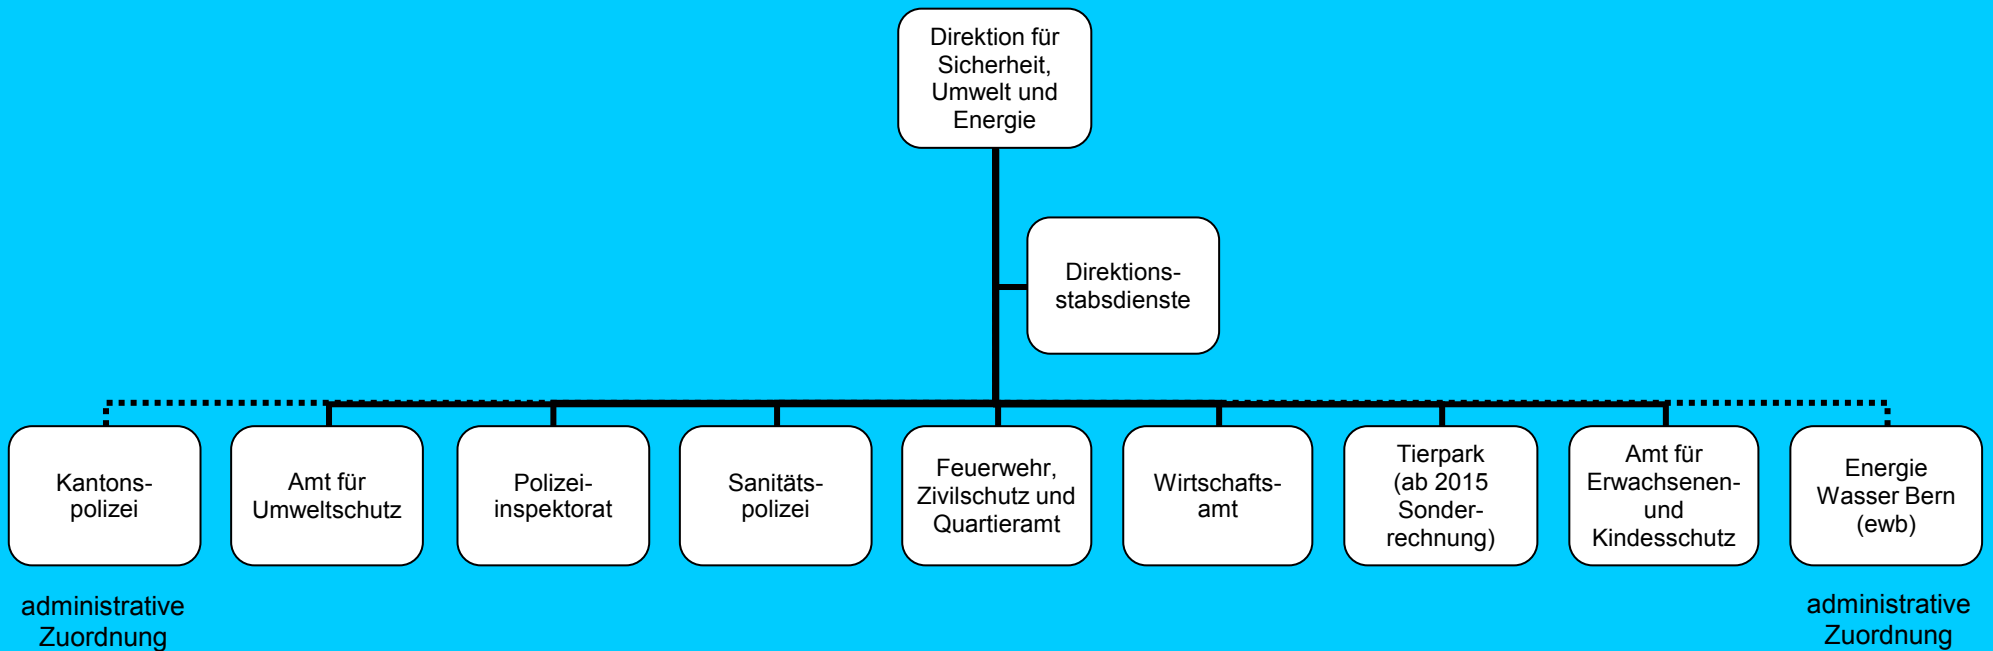 Direktion für
Sicherheit,
Umwelt und
Energie
Direktions-
stabsdienste
Kantons-
polizei
Amt für
Umweltschutz
Polizei-
inspektorat
Sanitäts-
polizei
Feuerwehr,
Zivilschutz und
Quartieramt
Wirtschafts-
amt
Tierpark
(ab 2015
Sonder-
rechnung)
Amt für
Erwachsenen-
und
Kindesschutz
Energie
Wasser Bern
(ewb)
administrative
Zuordnung
administrative
Zuordnung